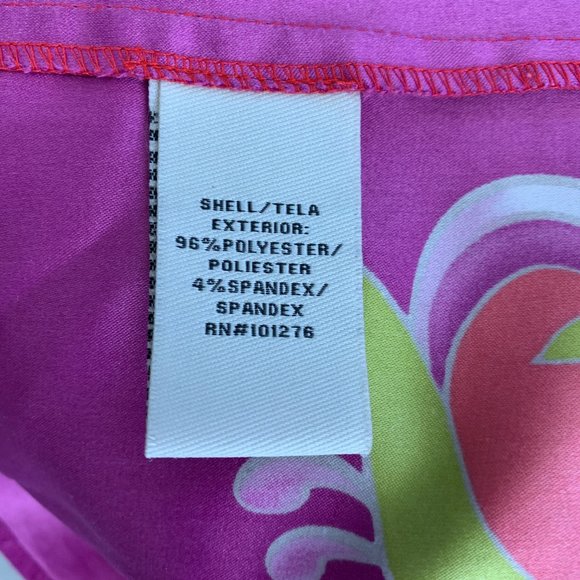 SHELL/TELA
EXTERIOR:
96%POLYESTER/
POLIESTER
4%SPANDEX/
SPANDEX
RN#101276